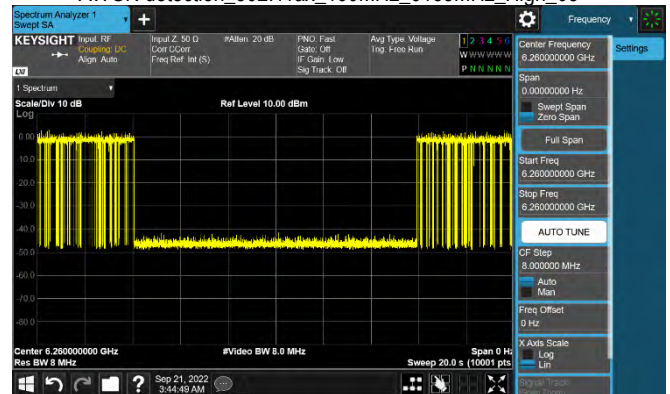 Spectrum Analyzer 1
Swept SA
+
Frequency
KEYSIGHT
Input: RF
Coupling: DC
Align: Auto
Input Z: 50 Ω
Corr CCorr
Freq Ref: Int (S)
#Atten: 20 dB
PNO: Fast
Gate: Off
IF Gain: Low
Sig Track: Off
Avg Type: Voltage
Trig: Free Run
1 2 3 4 5 6
W W W W W W
P N N N N N
LXI
1 Spectrum
Scale/Div 10 dB
Ref Level 10.00 dBm
Log
0.00
-10.0
-20.0
-30.0
-40.0
-50.0
-60.0
-70.0
-80.0
Center 6.260000000 GHz
#Video BW 8.0 MHz
Span 0 Hz
Res BW 8 MHz
Sweep 20.0 s (10001 pts
Sep 21, 2022
3:44:49 AM
Center Frequency
6.260000000 GHz
Settings
Span
0.00000000 Hz
Swept Span
Zero Span
Full Span
Start Freq
6.260000000 GHz
Stop Freq
6.260000000 GHz
AUTO TUNE
CF Step
8.000000 MHz
Auto
Man
Freq Offset
0 Hz
X Axis Scale
Log
Lin
Signal Track